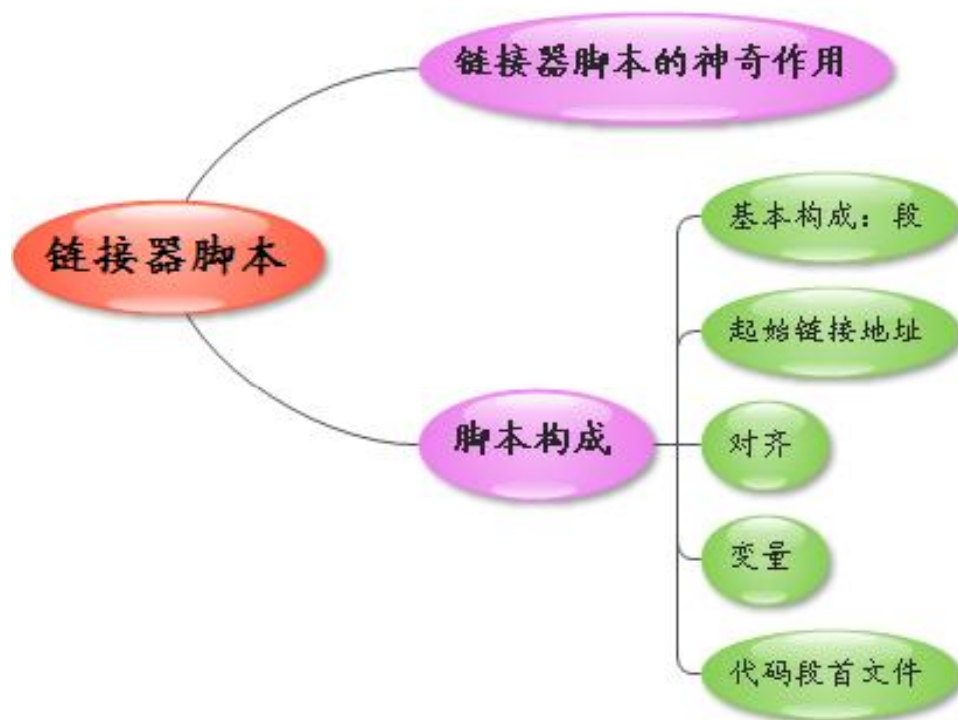 链接器脚本的神奇作用
链接器脚本
脚本构成
基本构成：段
起始链接地址
对齐
变量
代码段首文件